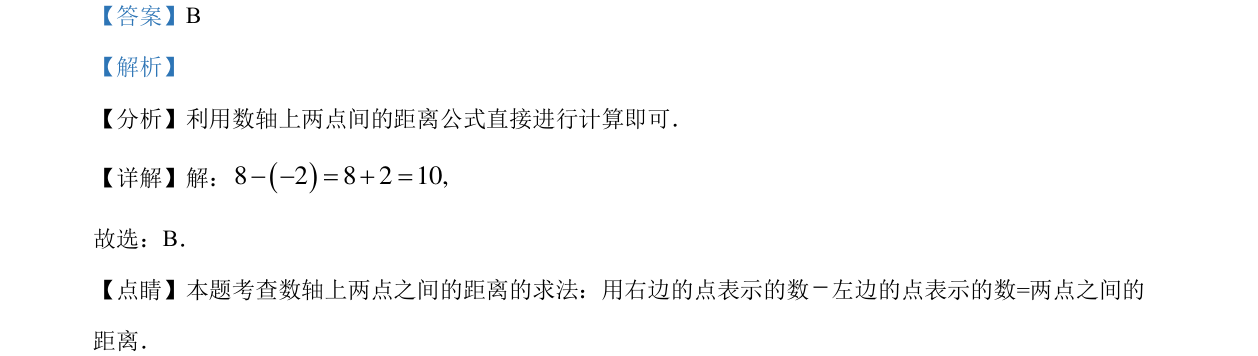 【答案】B
【解析】
【分析】利用数轴上两点间的距离公式直接进行计算即可．
【详解】解：8−(−2)=8+2=10,
故选：B．
【点睛】本题考查数轴上两点之间的距离的求法：用右边的点表示的数－左边的点表示的数=两点之间的
距离．